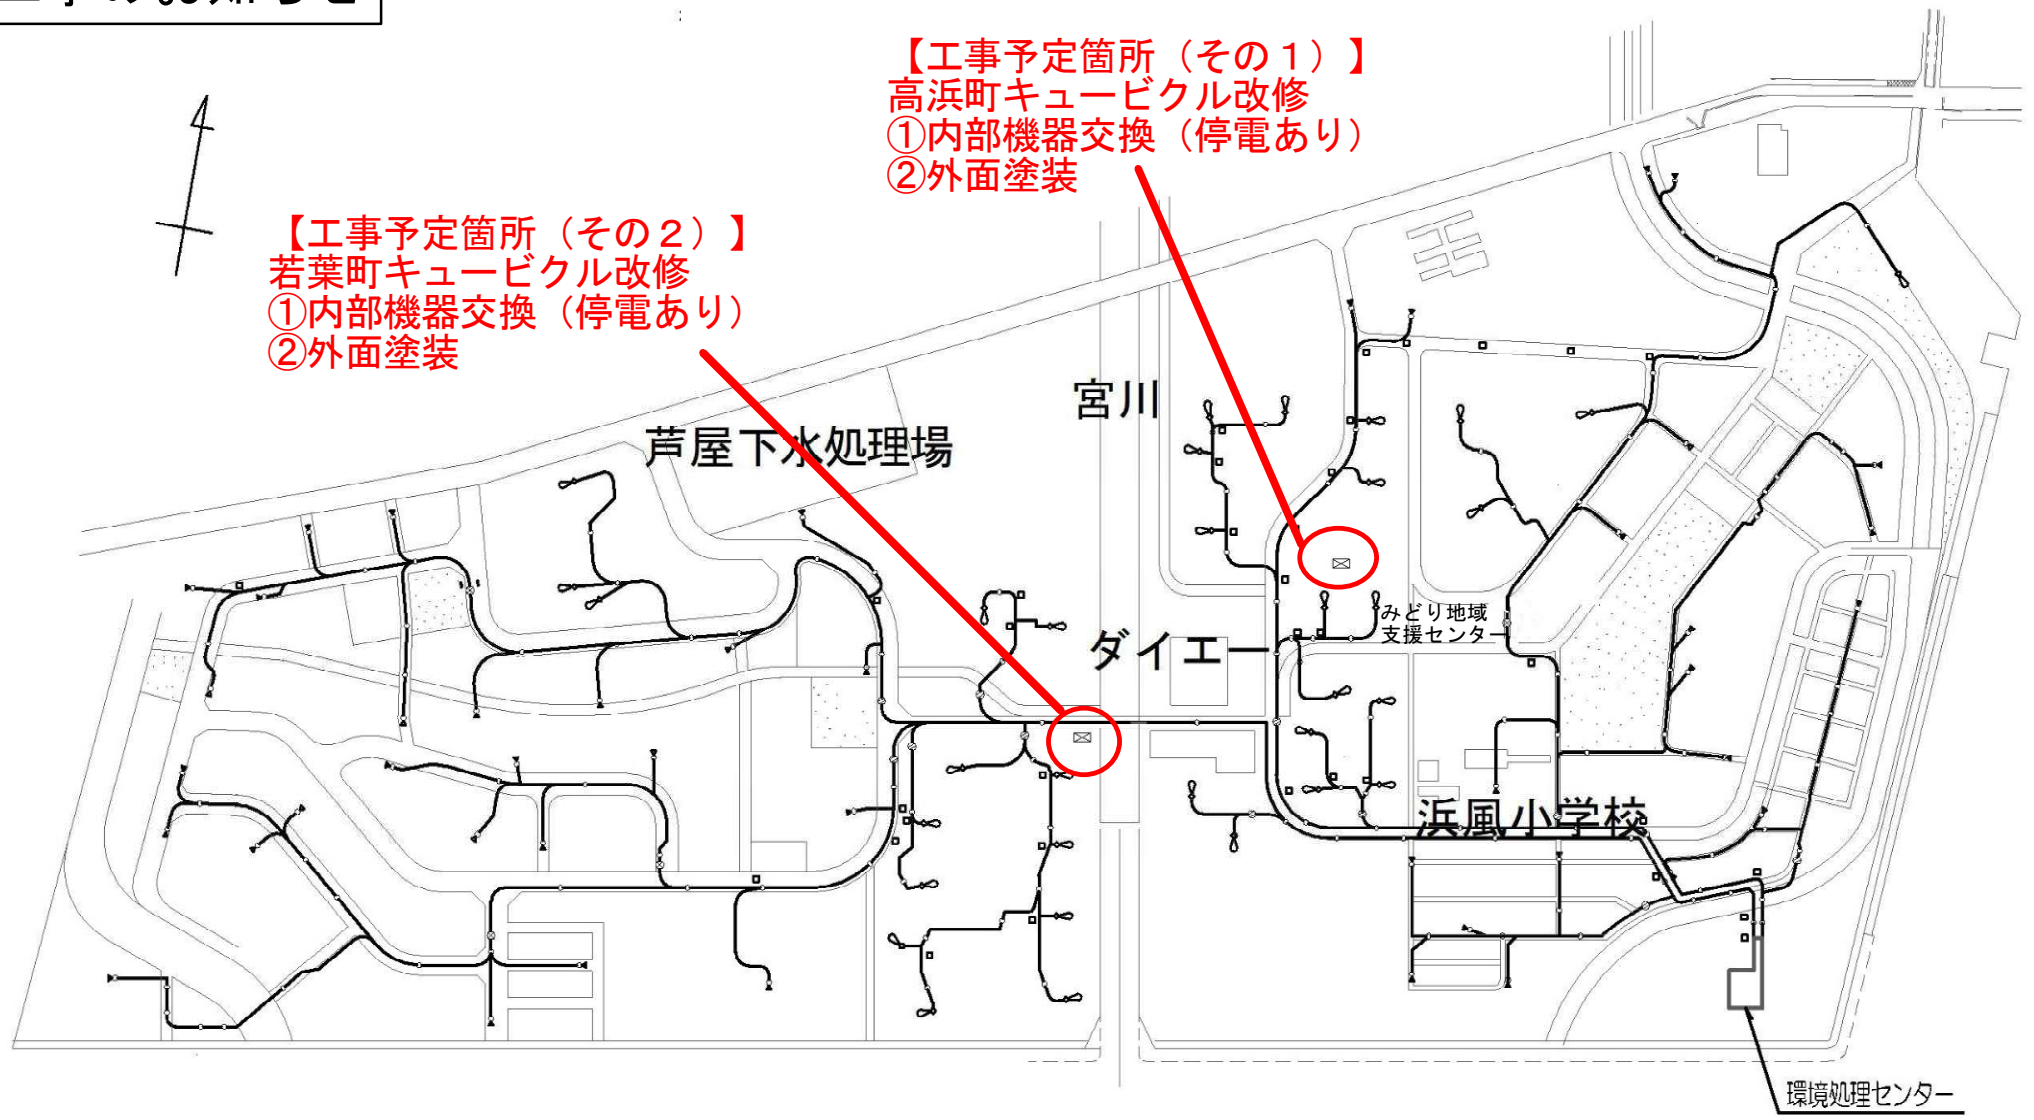 のお知らせ
【工事予定箇所（その１）】
高浜町キュービクル改修
①内部機器交換（停電あり）
②外面塗装
【工事予定箇所（その２）】
若葉町キュービクル改修
①内部機器交換（停電あり）
②外面塗装
宮川
芦屋下水処理場
みどり地域
支援センター
ダイエー
浜風小学校
環境処理センター